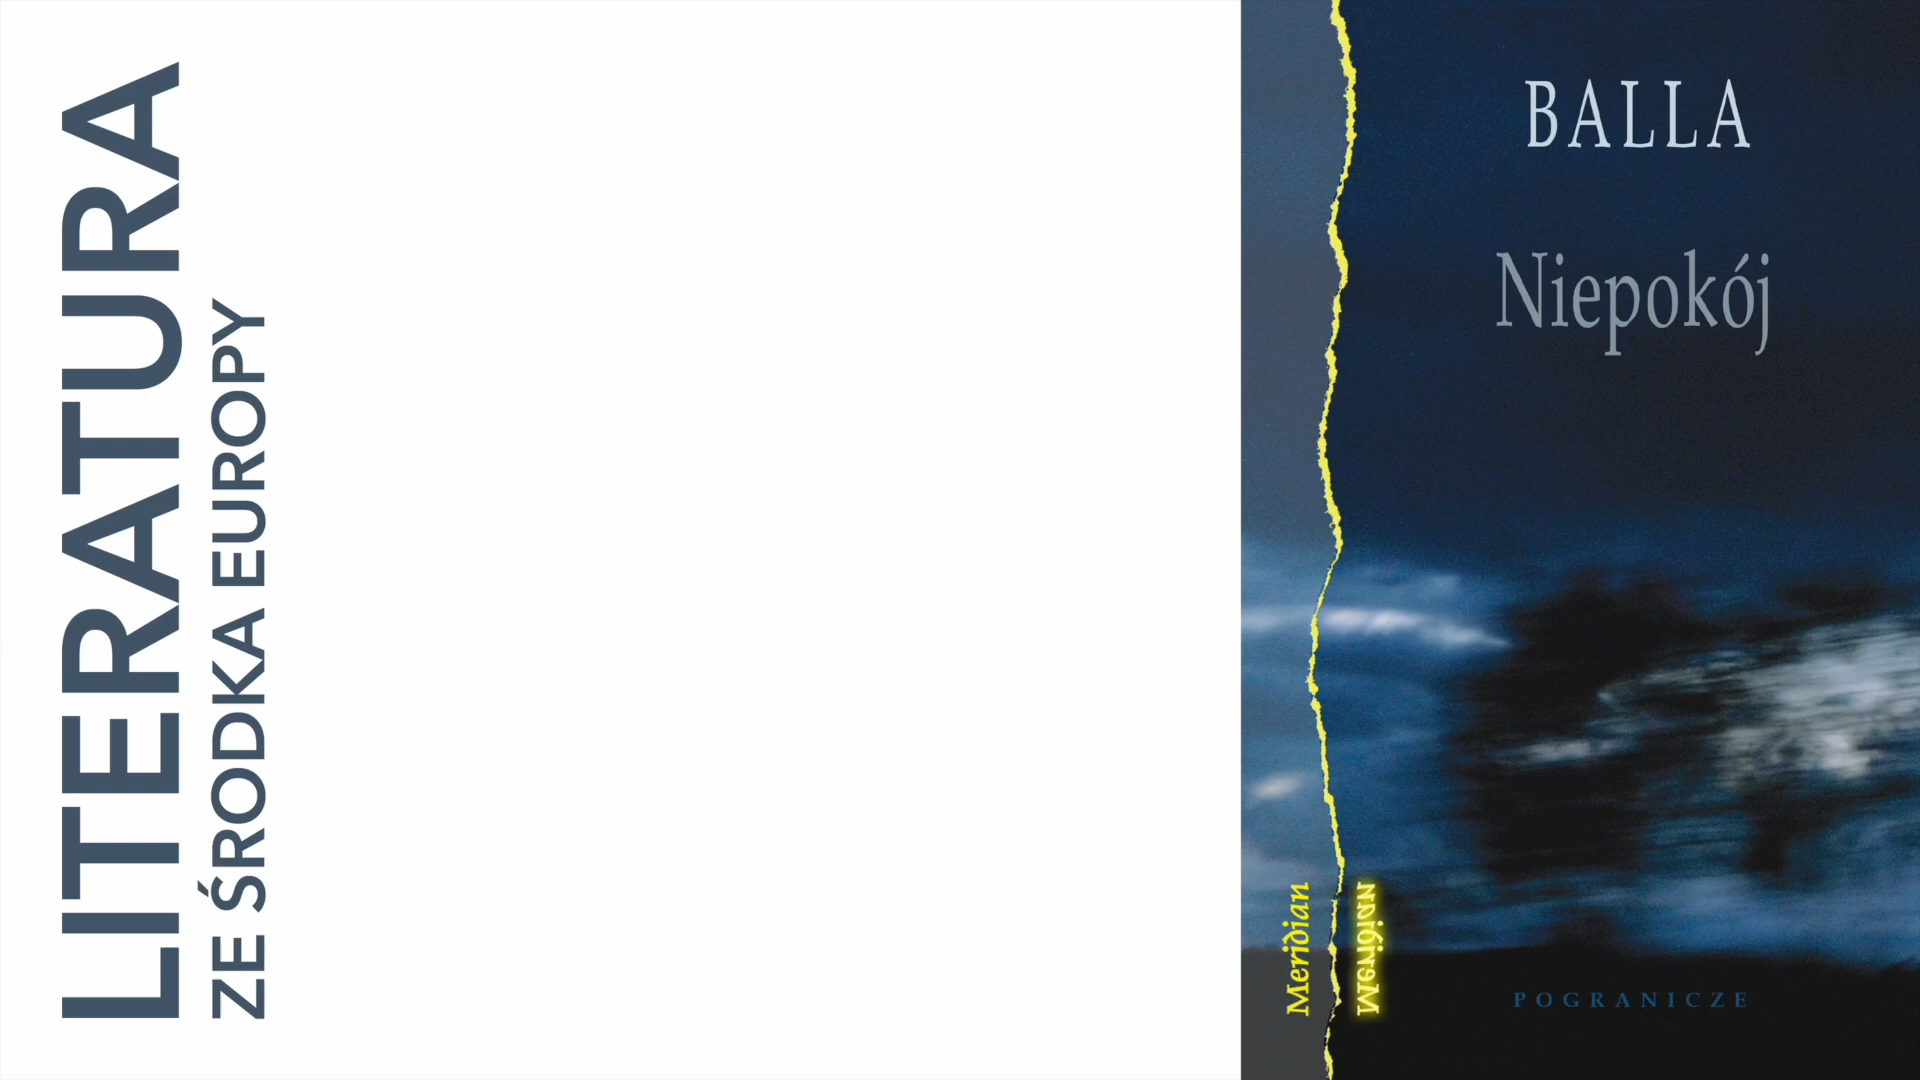 LITERATURA
ZE ŚRODKA EUROPY
BALLA
Niepokój
Meridian
Meridian
POGRANICZE